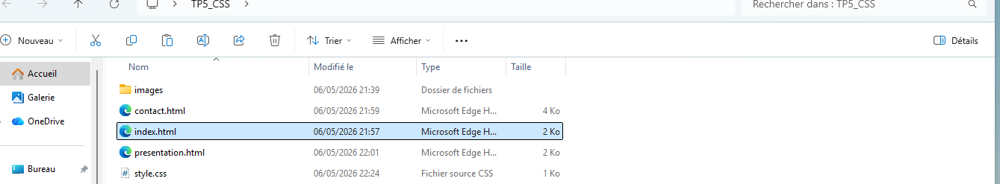 TPS_CSS
Rechercher dans : TP5_CSS
Nouveau
Trier
Afficher
Détails
Accueil
Galerie
OneDrive
Bureau
Nom Modifié le Type Taille
images 06/05/2026 21:39 Dossier de fichiers
contact.html 06/05/2026 21:59 Microsoft Edge H... 4 Ko
index.html 06/05/2026 21:57 Microsoft Edge H... 2 Ko
presentation.html 06/05/2026 22:01 Microsoft Edge H... 2 Ko
style.css 06/05/2026 22:24 Fichier source CSS 1 Ko